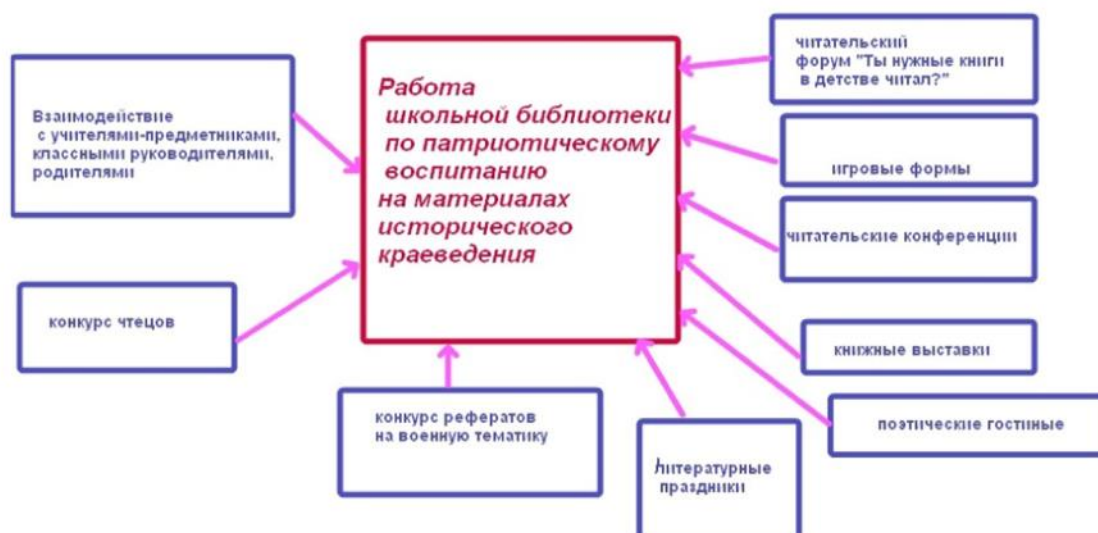 Взаимодействие
с учителями-предметниками,
классными руководителями,
родителями
конкурс чтецов
Работа
школьной библиотеки
по патриотическому
воспитанию
на материалах
исторического
краеведения
читательский
форум "Ты нужные книги
в детстве читал?"
игровые формы
читательские конференции
книжные выставки
поэтические гостиные
конкурс рефератов
на военную тематику
литературные
праздники